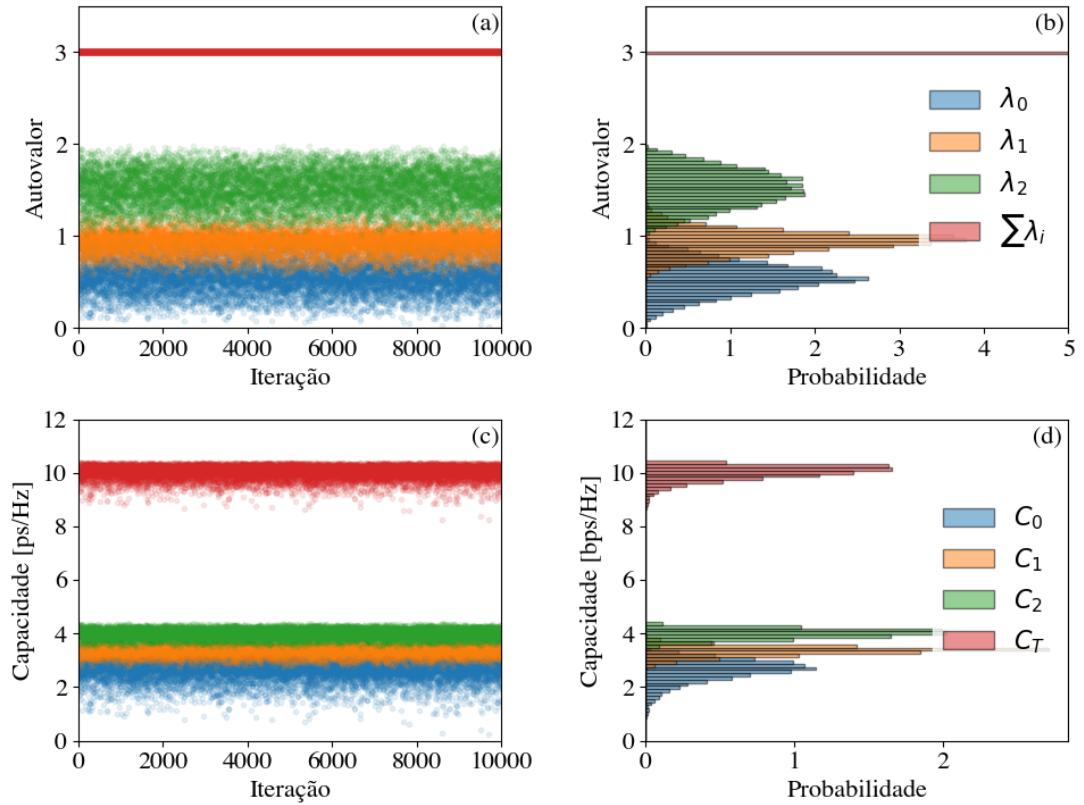 (a)
3
2
1
0
Autovalor
0 2000 4000 6000 8000 10000
Iteração
(b)
3
2
1
0
λ0
λ1
λ2
∑λi
0 1 2 3 4 5
Probabilidade
(c)
12
10
8
6
4
2
0
Capacidade [ps/Hz]
0 2000 4000 6000 8000 10000
Iteração
(d)
12
10
8
6
4
2
0
Capacidade [bps/Hz]
C0
C1
C2
CT
0 1 2
Probabilidade